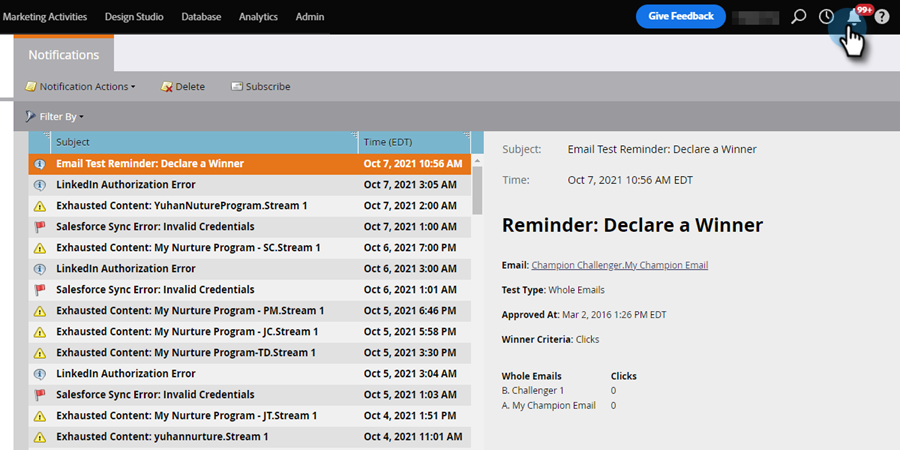 Marketing Activities Design Studio Database Analytics Admin Give Feedback 99+
Notifications
Notification Actions Delete Subscribe
Filter By
Subject Time (EDT)
Email Test Reminder: Declare a Winner Oct 7, 2021 10:56 AM
LinkedIn Authorization Error Oct 7, 2021 3:05 AM
Exhausted Content: YuhanNutureProgram.Stream 1 Oct 7, 2021 2:00 AM
Salesforce Sync Error: Invalid Credentials Oct 7, 2021 1:00 AM
Exhausted Content: My Nurture Program - SC.Stream 1 Oct 6, 2021 7:00 PM
LinkedIn Authorization Error Oct 6, 2021 3:00 AM
Salesforce Sync Error: Invalid Credentials Oct 6, 2021 1:01 AM
Exhausted Content: My Nurture Program - PM.Stream 1 Oct 5, 2021 6:46 PM
Exhausted Content: My Nurture Program - JC.Stream 1 Oct 5, 2021 5:58 PM
Exhausted Content: My Nurture Program-TD.Stream 1 Oct 5, 2021 3:30 PM
LinkedIn Authorization Error Oct 5, 2021 3:04 AM
Salesforce Sync Error: Invalid Credentials Oct 5, 2021 1:03 AM
Exhausted Content: My Nurture Program - JT.Stream 1 Oct 4, 2021 1:51 PM
Exhausted Content: yuhannurture.Stream 1 Oct 4, 2021 11:01 AM
Subject: Email Test Reminder: Declare a Winner
Time: Oct 7, 2021 10:56 AM EDT
Reminder: Declare a Winner
Email: Champion Challenger.My Champion Email
Test Type: Whole Emails
Approved At: Mar 2, 2016 1:26 PM EDT
Winner Criteria: Clicks
Whole Emails Clicks
B. Challenger 1 0
A. My Champion Email 0